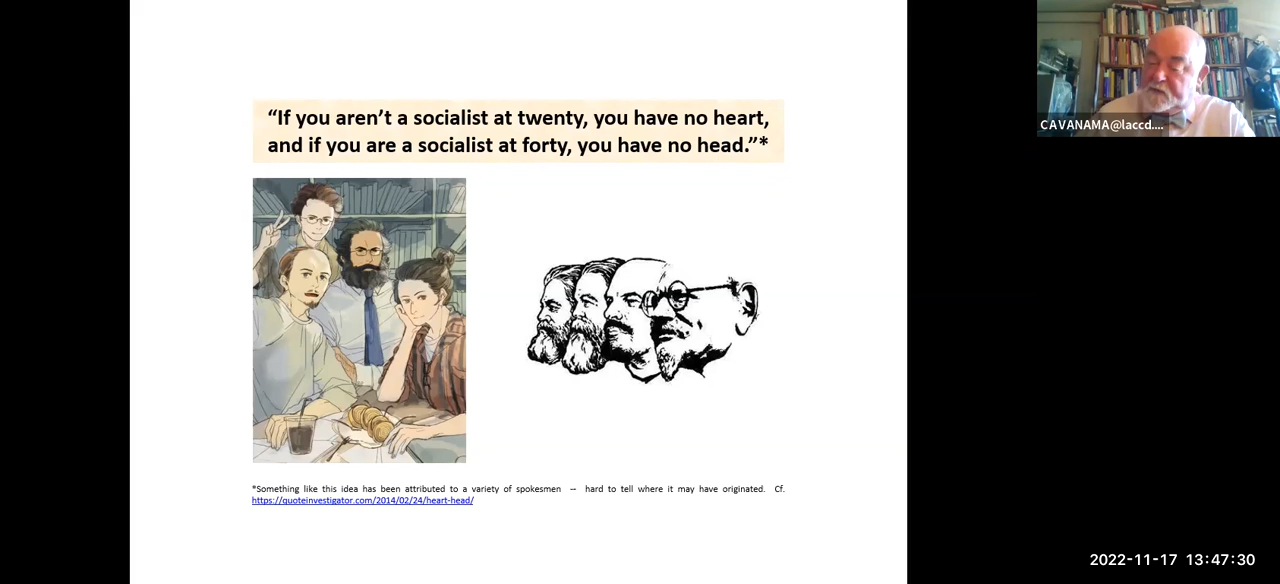 “If you aren’t a socialist at twenty, you have no heart,
and if you are a socialist at forty, you have no head.”*
*Something like this idea has been attributed to a variety of spokesmen – hard to tell where it may have originated. Cf.
https://quoteinvestigator.com/2014/02/24/heart-head/
CAVANAMA@laccd....
2022-11-17 13:47:30